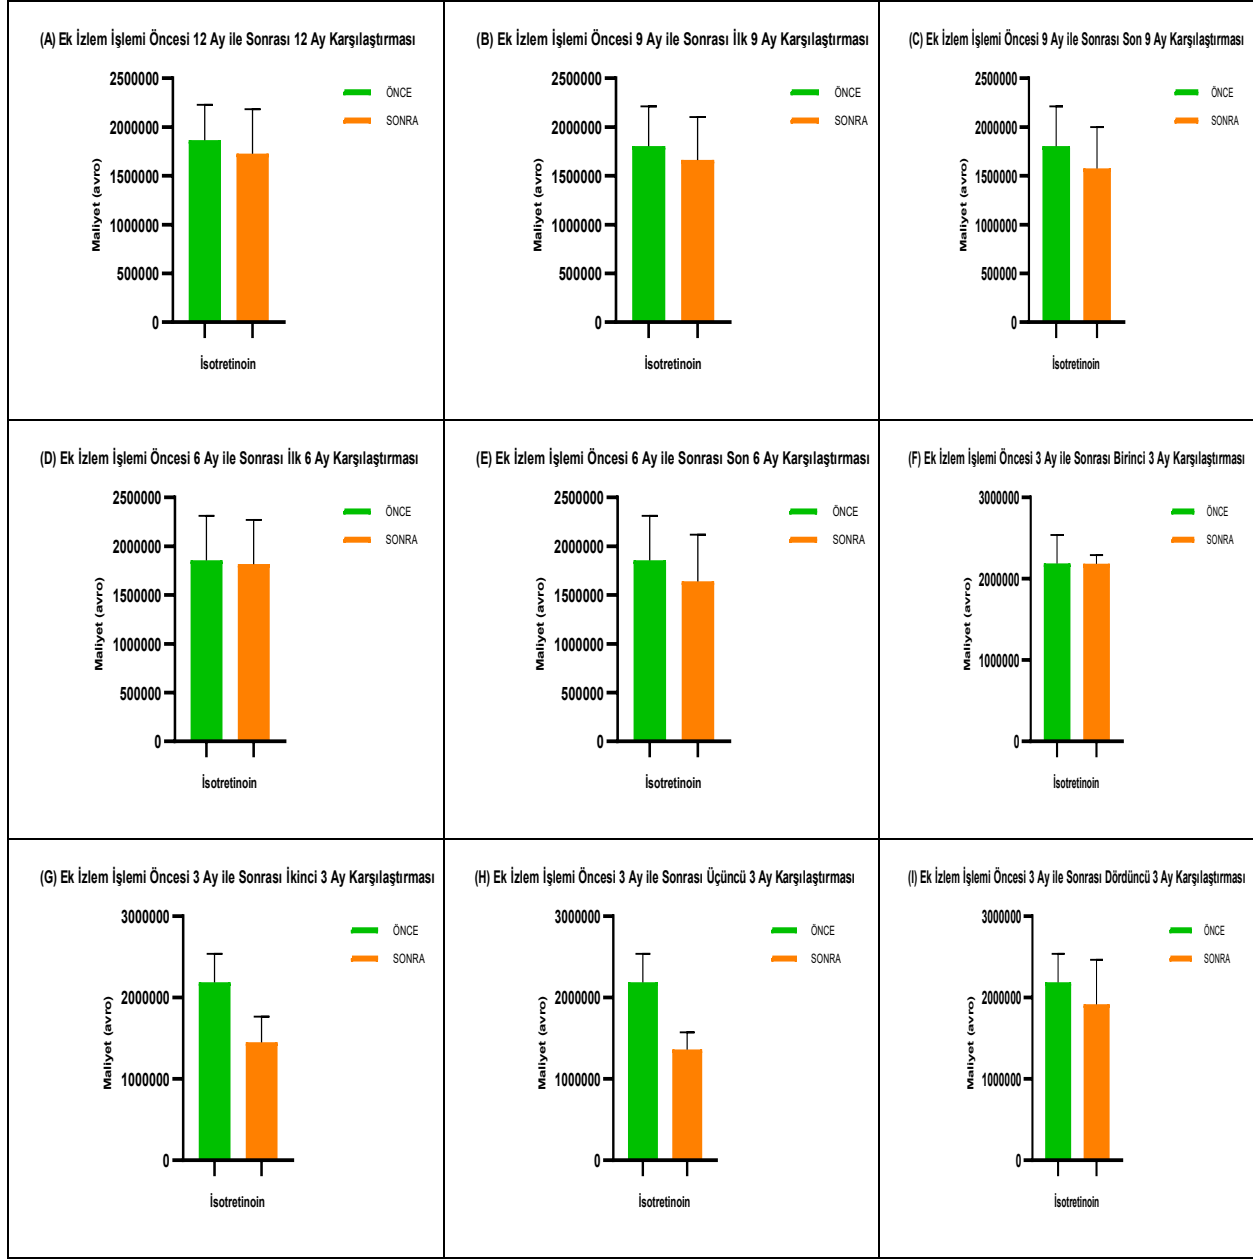 (A) Ek İzlem İşlemi Öncesi 12 Ay ile Sonrası 12 Ay Karşılaştırması
2500000
2000000
1500000
1000000
500000
0
Maliyet (avro)
ÖNCE
SONRA
İsotretinoin
(B) Ek İzlem İşlemi Öncesi 9 Ay ile Sonrası İlk 9 Ay Karşılaştırması
2500000
2000000
1500000
1000000
500000
0
Maliyet (avro)
ÖNCE
SONRA
İsotretinoin
(C) Ek İzlem İşlemi Öncesi 9 Ay ile Sonrası Son 9 Ay Karşılaştırması
2500000
2000000
1500000
1000000
500000
0
Maliyet (avro)
ÖNCE
SONRA
İsotretinoin
(D) Ek İzlem İşlemi Öncesi 6 Ay ile Sonrası İlk 6 Ay Karşılaştırması
2500000
2000000
1500000
1000000
500000
0
Maliyet (avro)
ÖNCE
SONRA
İsotretinoin
(E) Ek İzlem İşlemi Öncesi 6 Ay ile Sonrası Son 6 Ay Karşılaştırması
2500000
2000000
1500000
1000000
500000
0
Maliyet (avro)
ÖNCE
SONRA
İsotretinoin
(F) Ek İzlem İşlemi Öncesi 3 Ay ile Sonrası Birinci 3 Ay Karşılaştırması
3000000
2000000
1000000
0
Maliyet (avro)
ÖNCE
SONRA
İsotretinoin
(G) Ek İzlem İşlemi Öncesi 3 Ay ile Sonrası İkinci 3 Ay Karşılaştırması
3000000
2000000
1000000
0
Maliyet (avro)
ÖNCE
SONRA
İsotretinoin
(H) Ek İzlem İşlemi Öncesi 3 Ay ile Sonrası Üçüncü 3 Ay Karşılaştırması
3000000
2000000
1000000
0
Maliyet (avro)
ÖNCE
SONRA
İsotretinoin
(I) Ek İzlem İşlemi Öncesi 3 Ay ile Sonrası Dördüncü 3 Ay Karşılaştırması
3000000
2000000
1000000
0
Maliyet (avro)
ÖNCE
SONRA
İsotretinoin